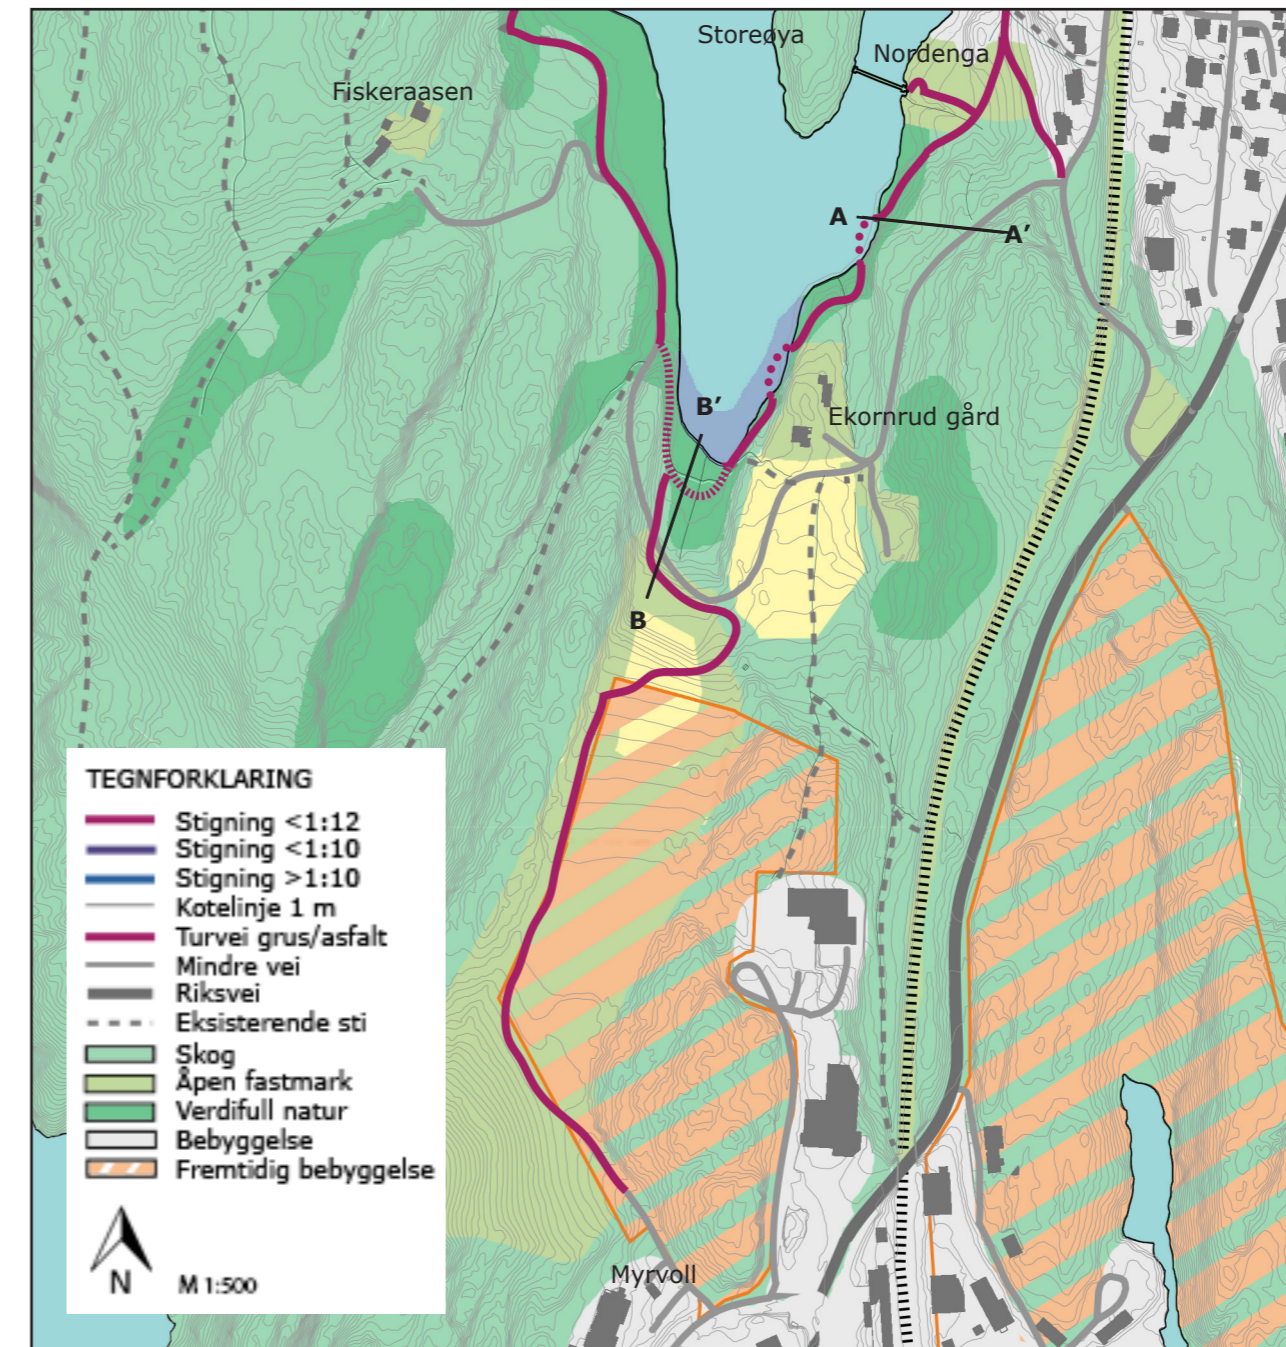 Storeøya
Nordenga
Fiskeraasen
A
A’
B’
Ekornrud gård
B
TEGNFORKLARING
Stigning <1:12
Stigning <1:10
Stigning >1:10
Kotelinje 1 m
Turvei grus/asfalt
Mindre vei
Riksvei
Eksisterende sti
Skog
Åpen fastmark
Verdifull natur
Bebyggelse
Fremtidig bebyggelse
N
M 1:500
Myrvoll